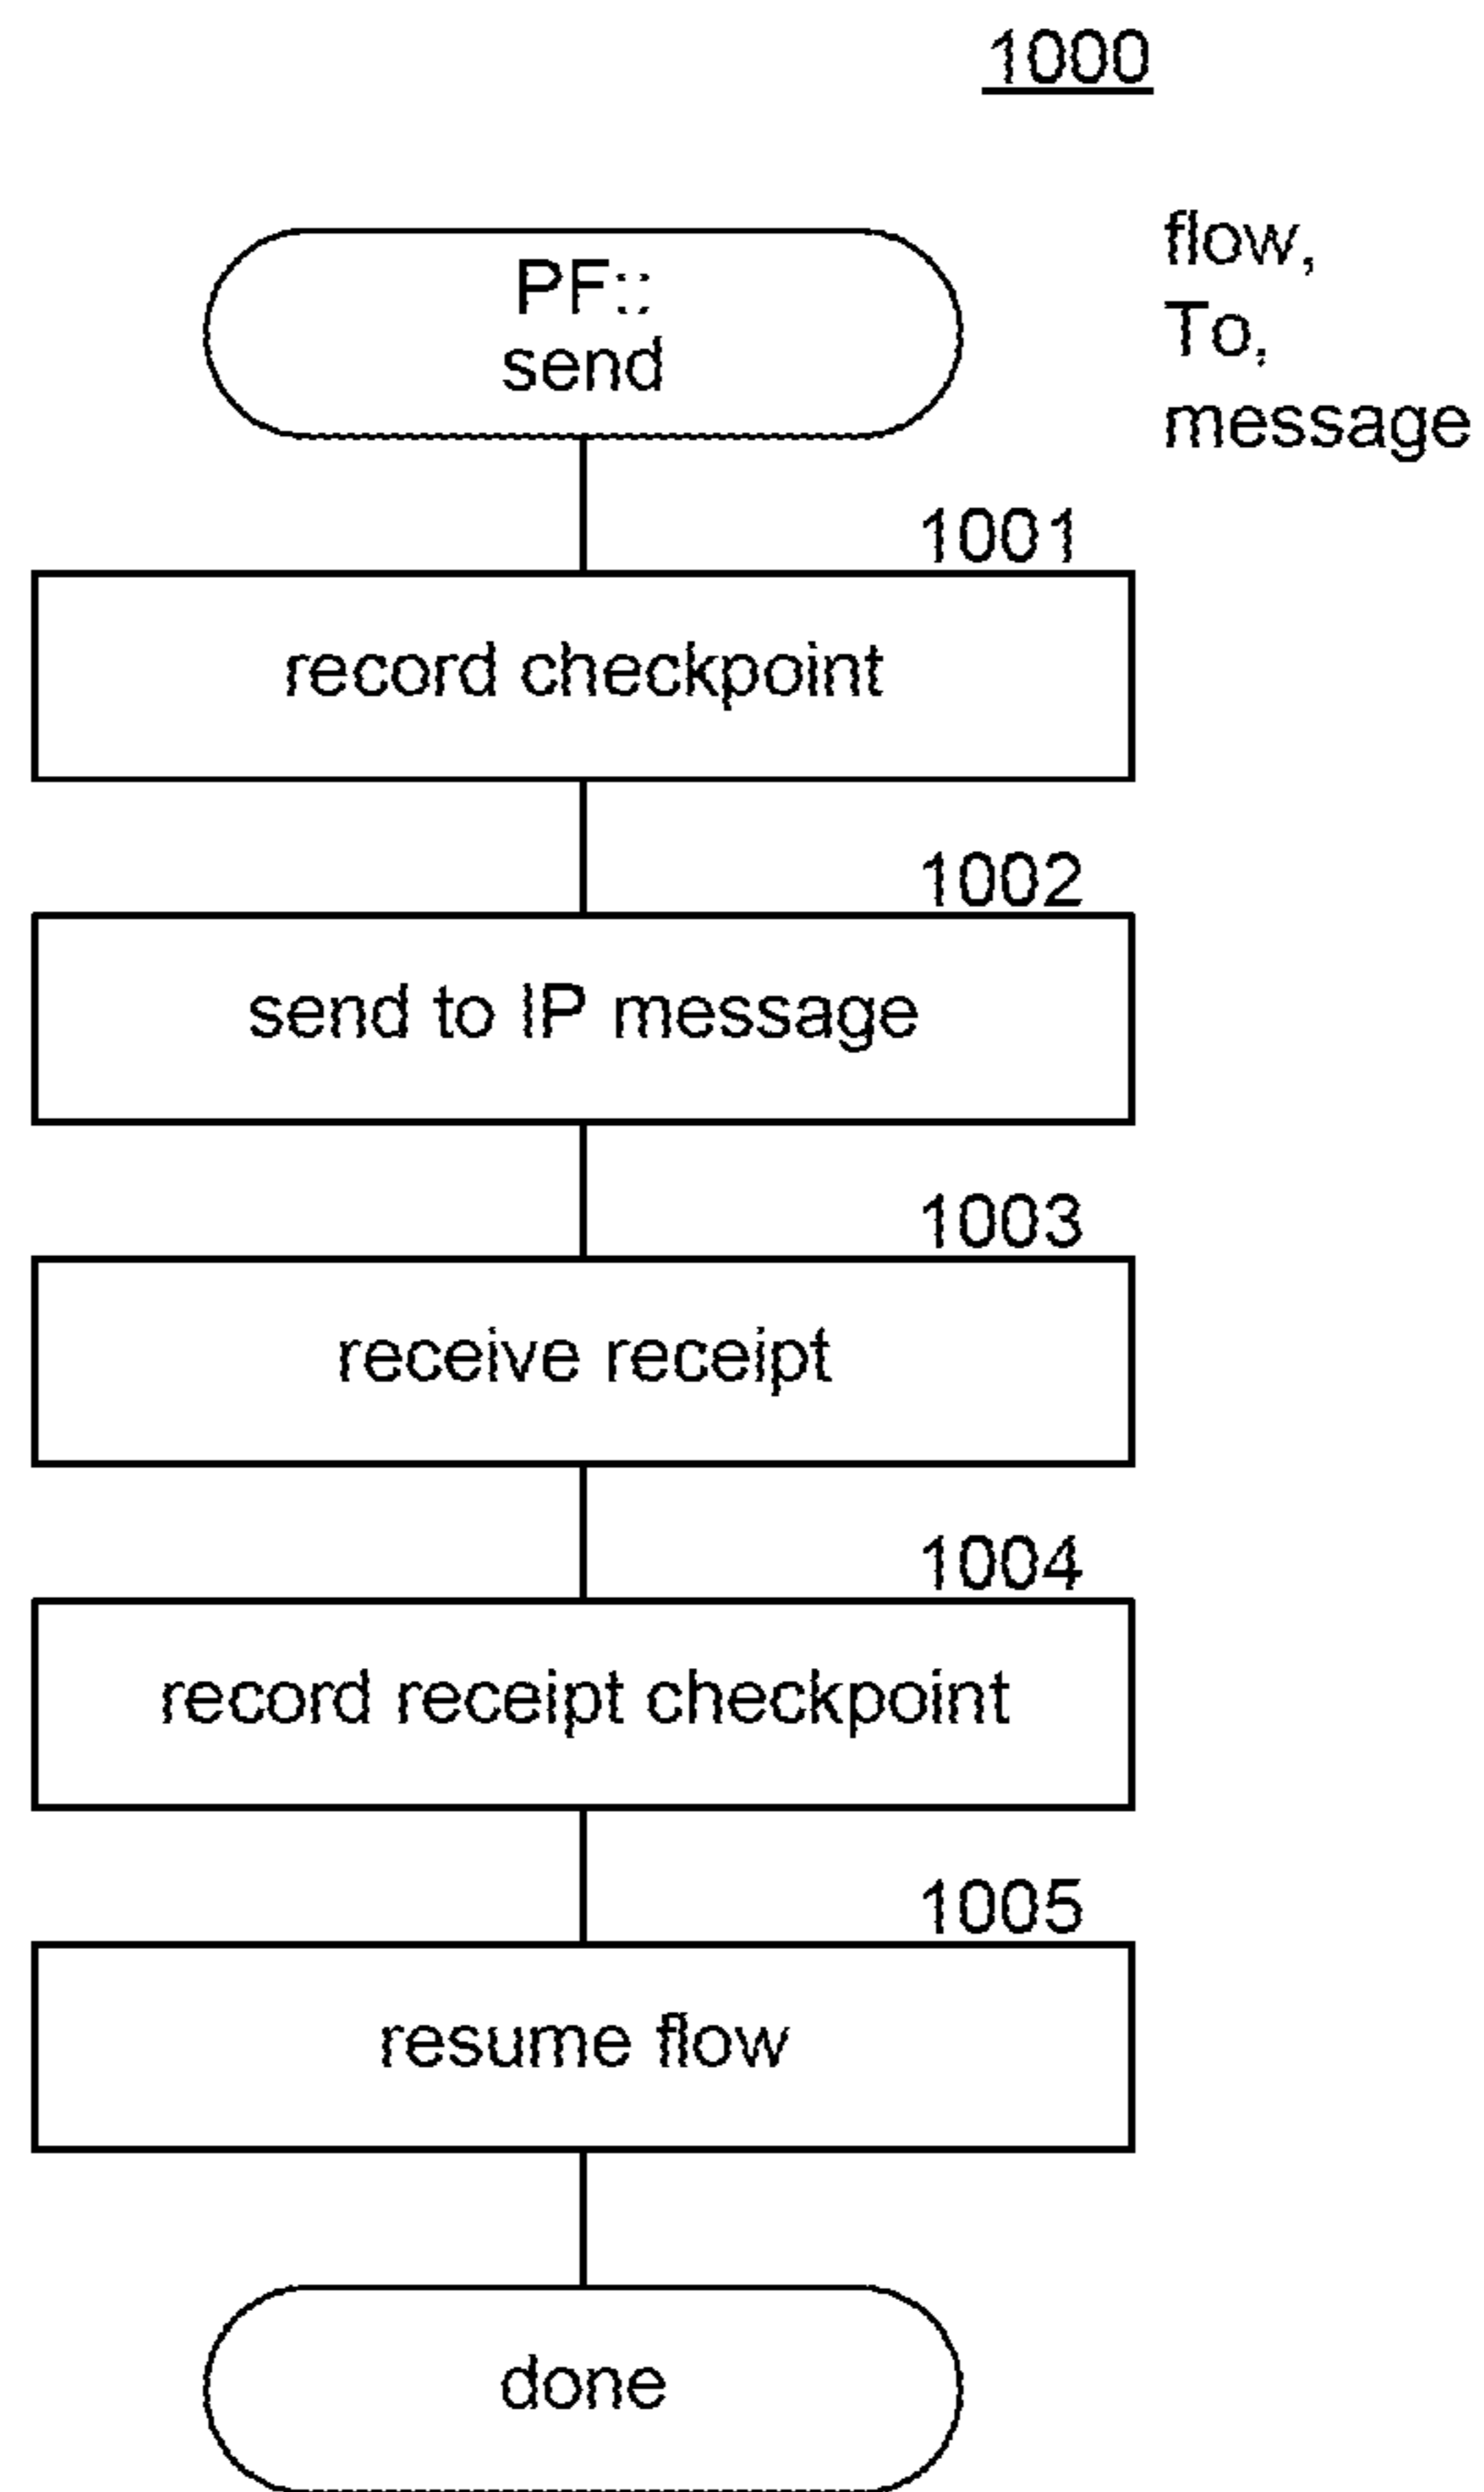 1000
PF::
send
flow,
To,
message
1001
record checkpoint
1002
send to IP message
1003
receive receipt
1004
record receipt checkpoint
1005
resume flow
done